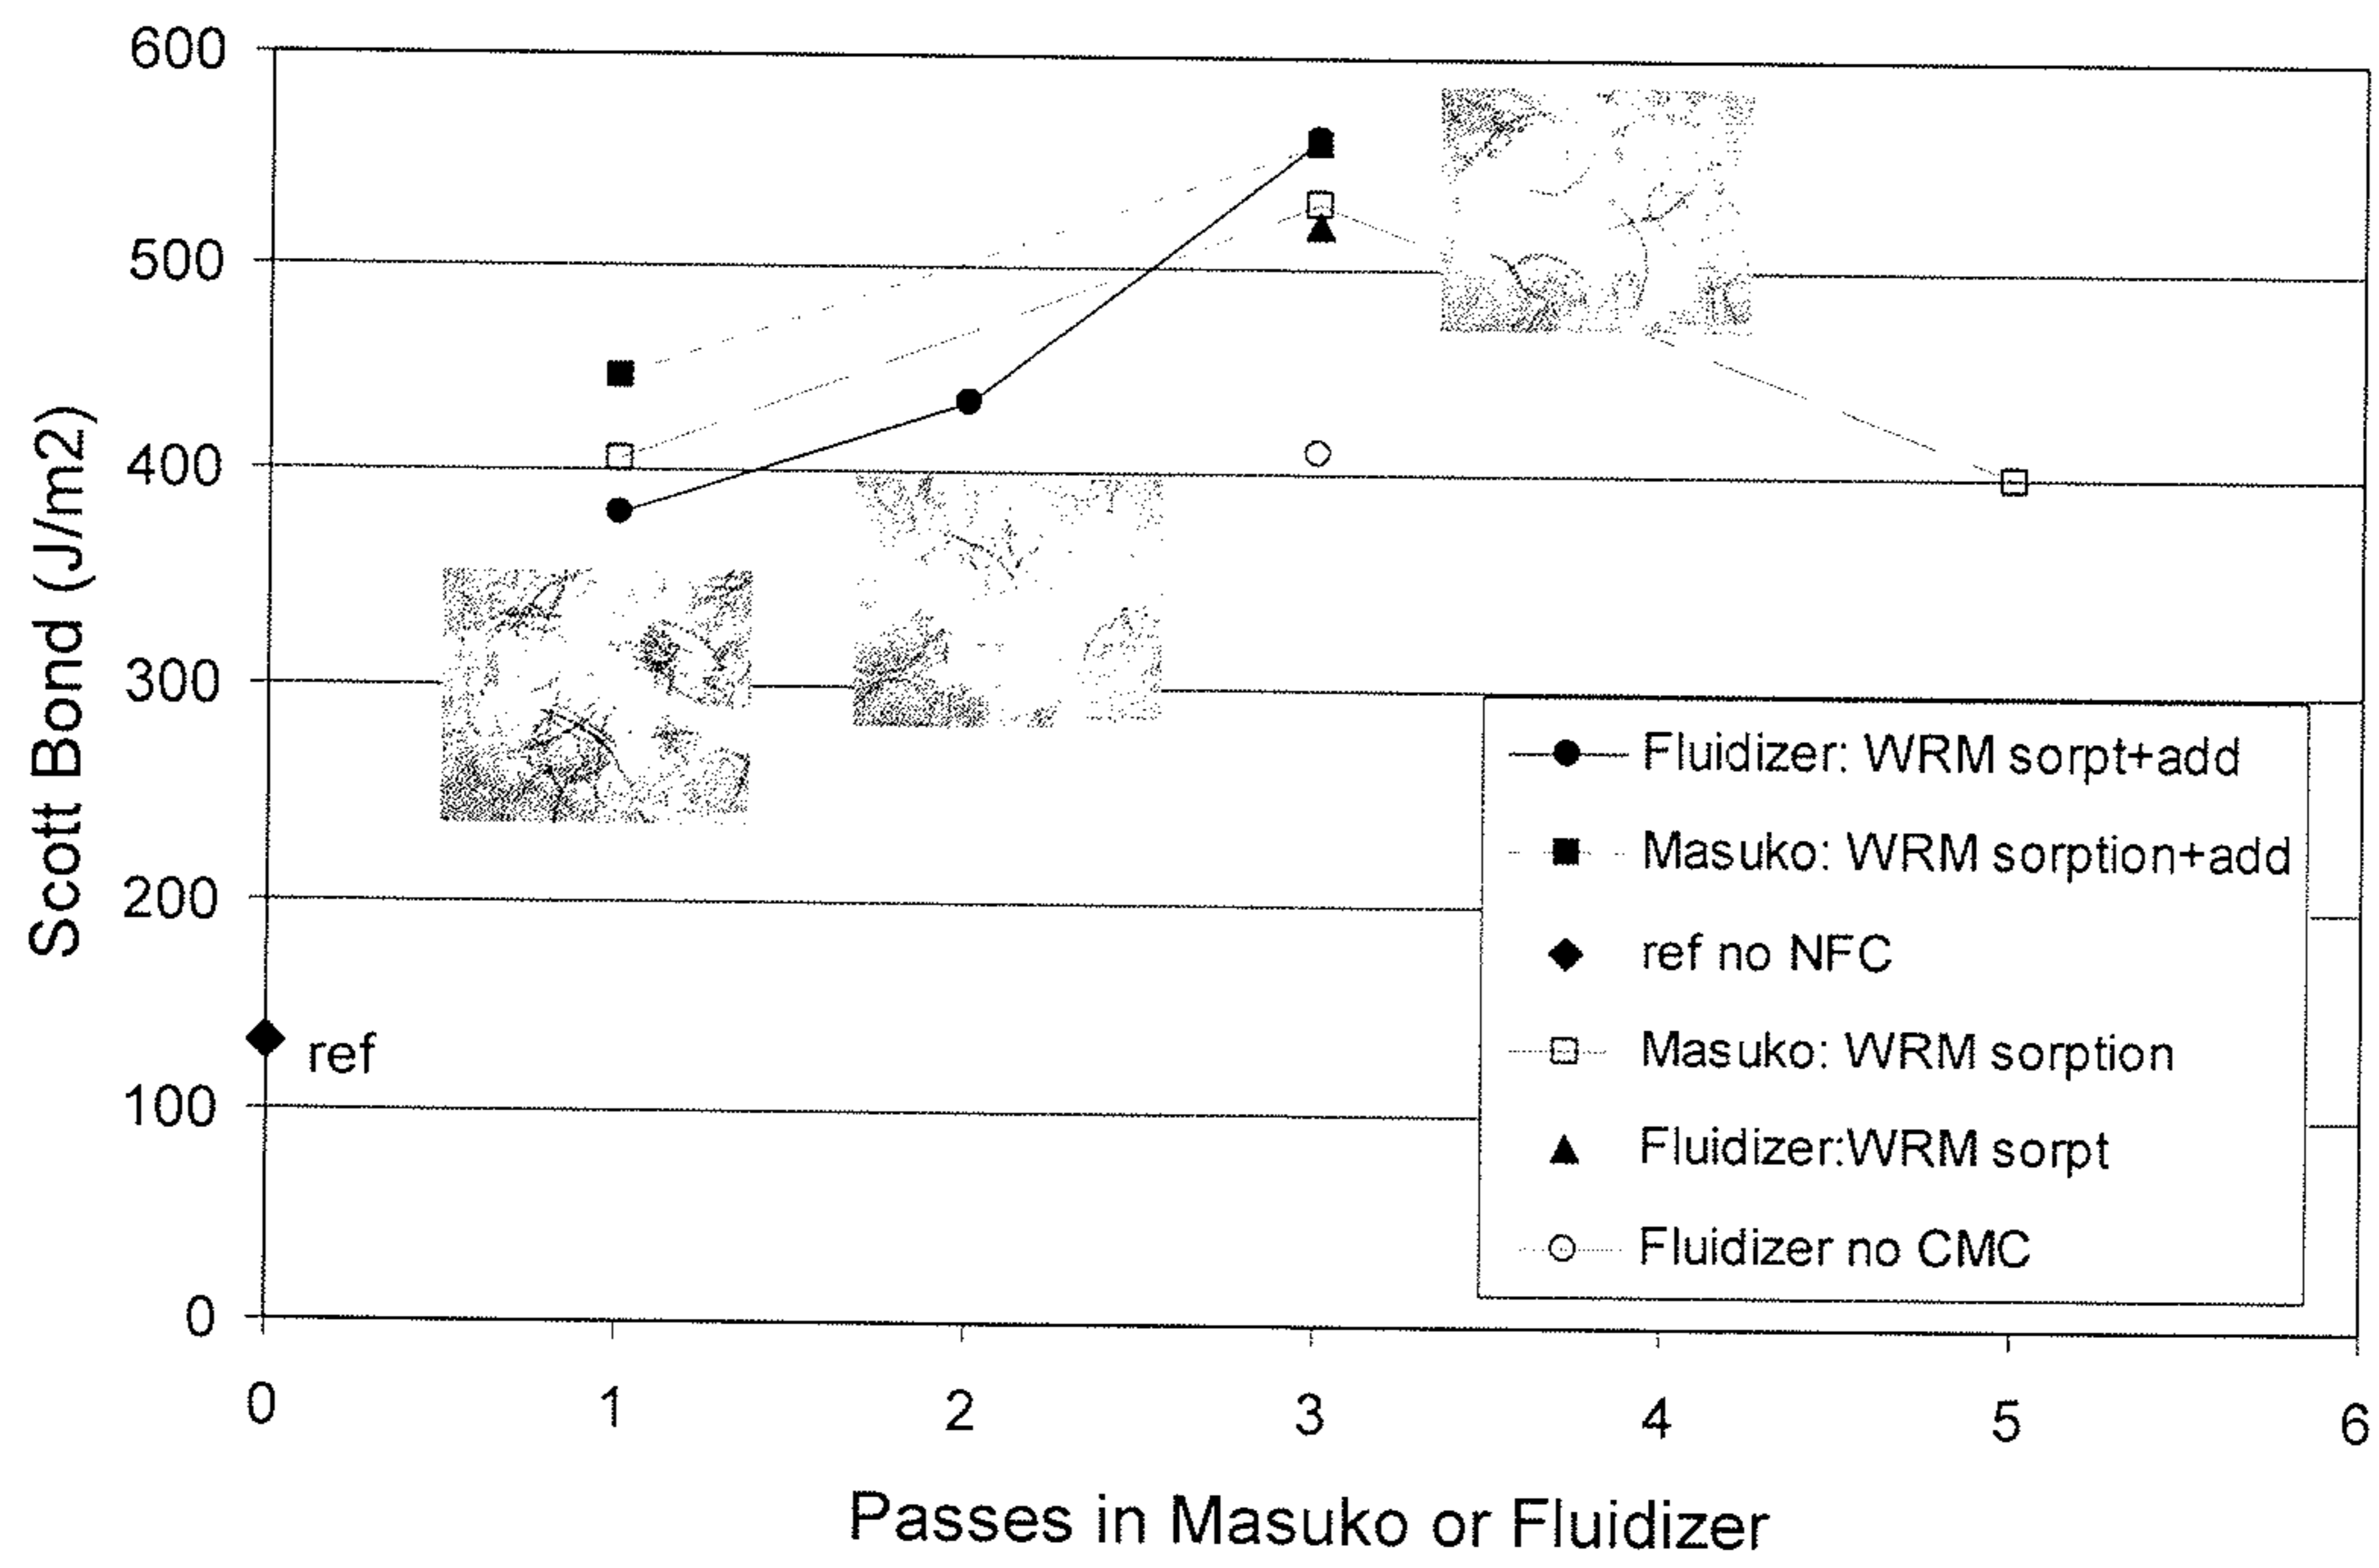 600
500
400
300
200
100
0
Scott Bond (J/m2)
ref
Fluidizer: WRM sorpt+add
Masuko: WRM sorption+add
ref no NFC
Masuko: WRM sorption
Fluidizer:WRM sorpt
Fluidizer no CMC
0 1 2 3 4 5 6
Passes in Masuko or Fluidizer